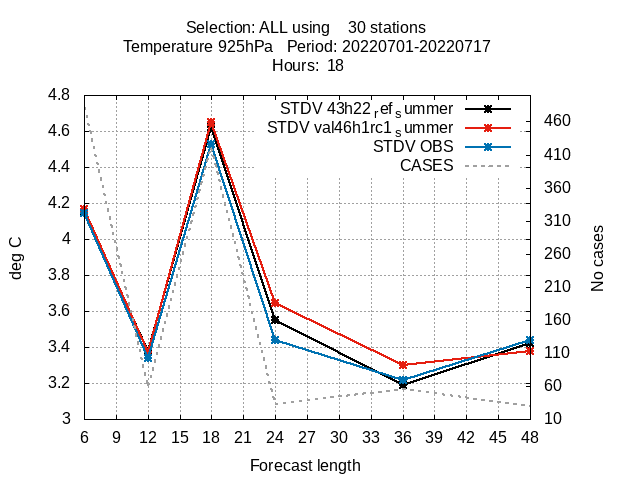 Selection: ALL using 30 stations
Temperature 925hPa Period: 20220701-20220717
Hours: 18
STDV 43h22ref summer
STDV val46h1rc1summer
STDV OBS
CASES
deg C
No cases
4.8
4.6
4.4
4.2
4
3.8
3.6
3.4
3.2
3
460
410
360
310
260
210
160
110
60
10
6 9 12 15 18 21 24 27 30 33 36 39 42 45 48
Forecast length